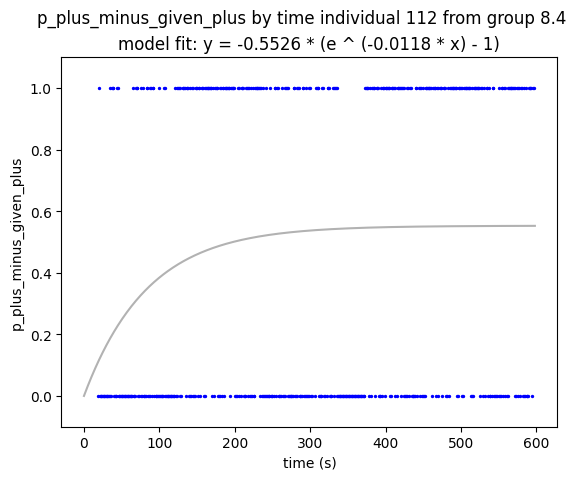 p_plus_minus_given_plus by time individual 112 from group 8.4
model fit: y = -0.5526 * (e ^ (-0.0118 * x) - 1)
1.0
0.8
0.6
0.4
0.2
0.0
p_plus_minus_given_plus
0 100 200 300 400 500 600
time (s)